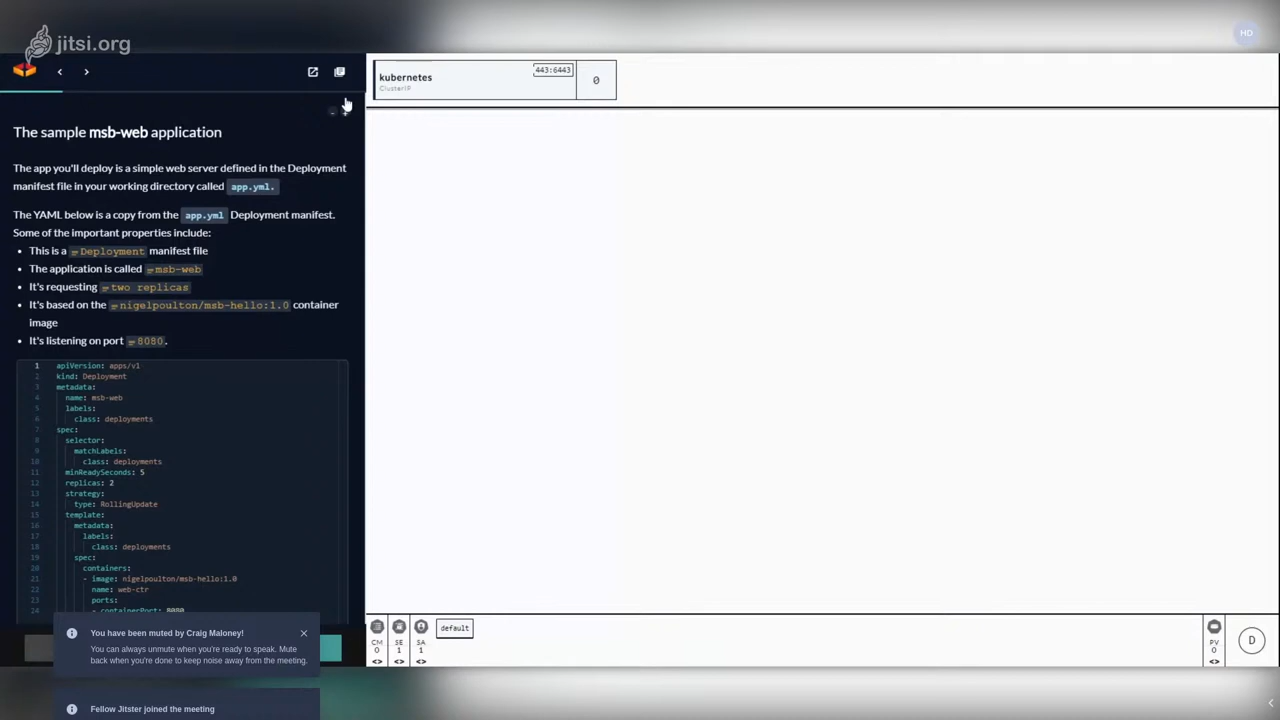 jitsi.org
HD
kubernetes
ClusterIP
443:6443
0
The sample msb-web application
The app you'll deploy is a simple web server defined in the Deployment
manifest file in your working directory called app.yml.
The YAML below is a copy from the app.yml Deployment manifest.
Some of the important properties include:
This is a Deployment manifest file
The application is called msb-web
It's requesting two replicas
It's based on the nigelpoulton/msb-hello:1.0 container
image
It's listening on port 8080.
1 apiVersion: apps/v1
2 kind: Deployment
3 metadata:
4 name: msb-web
5 labels:
6 class: deployments
7 spec:
8 selector:
9 matchLabels:
10 class: deployments
11 minReadySeconds: 5
12 replicas: 2
13 strategy:
14 type: RollingUpdate
15 template:
16 metadata:
17 labels:
18 class: deployments
19 spec:
20 containers:
21 - image: nigelpoulton/msb-hello:1.0
22 name: web-ctr
23 ports:
24 - containerPort: 8080
You have been muted by Craig Maloney!
You can always unmute when you're ready to speak. Mute
back when you're done to keep noise away from the meeting.
Fellow Jitster joined the meeting
CM
0
<>
SE
1
<>
SA
1
<>
default
PV
0
<>
D